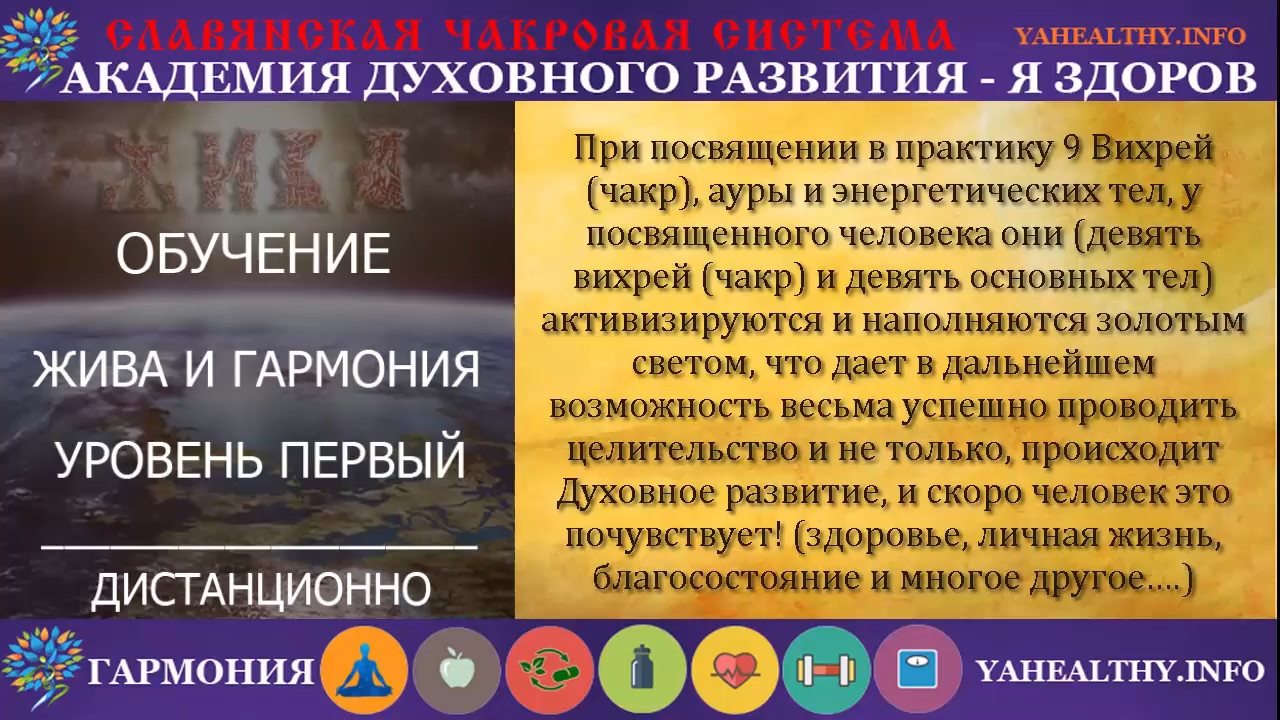 СЛАВЯНСКАЯ ЧАКРОВАЯ СИСТЕМА
YAHEALTHY.INFO
АКАДЕМИЯ ДУХОВНОГО РАЗВИТИЯ - Я ЗДОРОВ
ЖИВА
ОБУЧЕНИЕ
ЖИВА И ГАРМОНИЯ
УРОВЕНЬ ПЕРВЫЙ
ДИСТАНЦИОННО
При посвящении в практику 9 Вихрей
(чакр), ауры и энергетических тел, у
посвященного человека они (девять
вихрей (чакр) и девять основных тел)
активизируются и наполняются золотым
светом, что дает в дальнейшем
возможность весьма успешно проводить
целительство и не только, происходит
Духовное развитие, и скоро человек это
почувствует! (здоровье, личная жизнь,
благосостояние и многое другое....)
ГАРМОНИЯ
YAHEALTHY.INFO